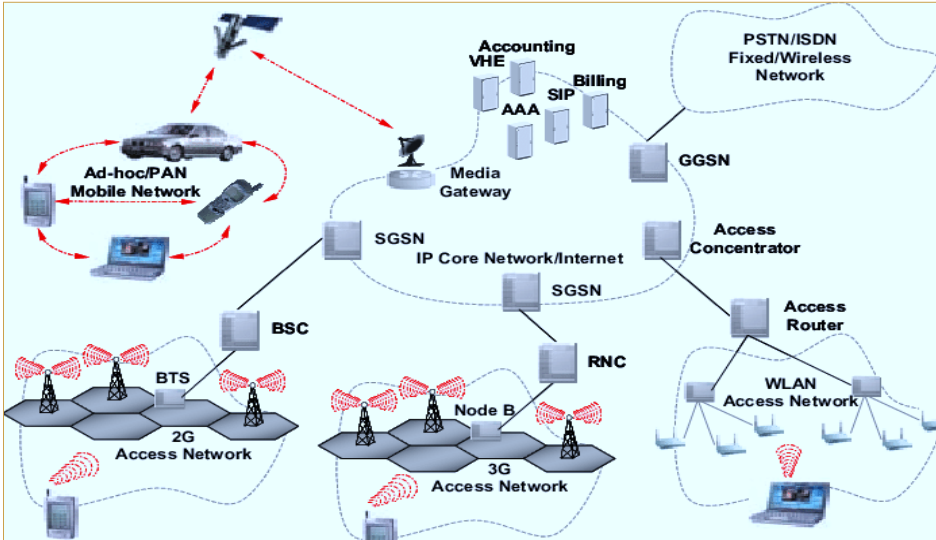 Accounting
VHE
Billing
SIP
AAA
PSTN/ISDN
Fixed/Wireless
Network
Ad-hoc/PAN
Mobile Network
Media
Gateway
GGSN
SGSN
Access
Concentrator
IP Core Network/Internet
SGSN
BSC
Access
Router
RNC
BTS
2G
Access Network
Node B
3G
Access Network
WLAN
Access Network